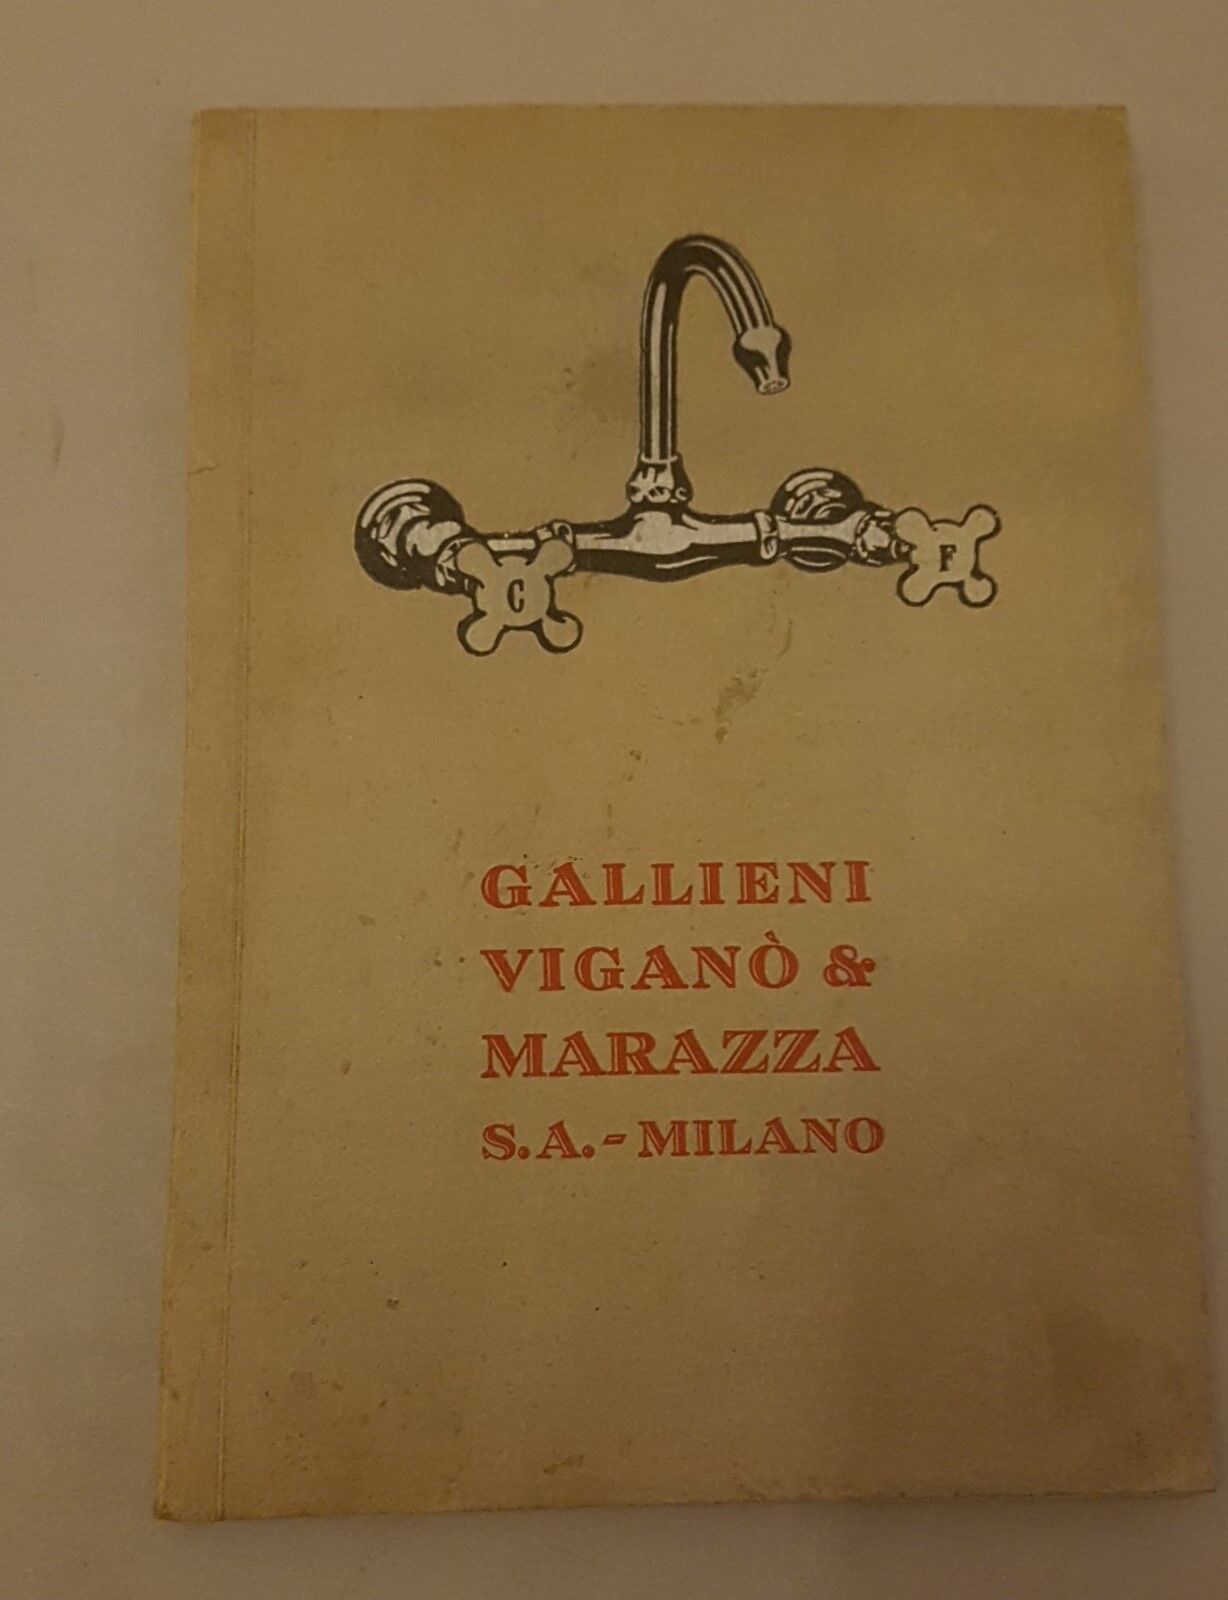 C
F
GALLIENI
VIGANÒ &
MARAZZA
S.A.-MILANO